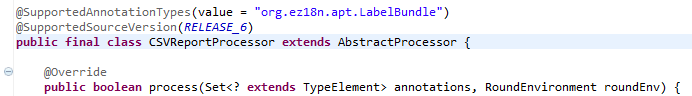 @SupportedAnnotationTypes(value = "org.ez18n.apt.LabelBundle")
@SupportedSourceVersion(RELEASE_6)
public final class CSVReportProcessor extends AbstractProcessor {
@Override
public boolean process(Set<? extends TypeElement> annotations, RoundEnvironment roundEnv) {